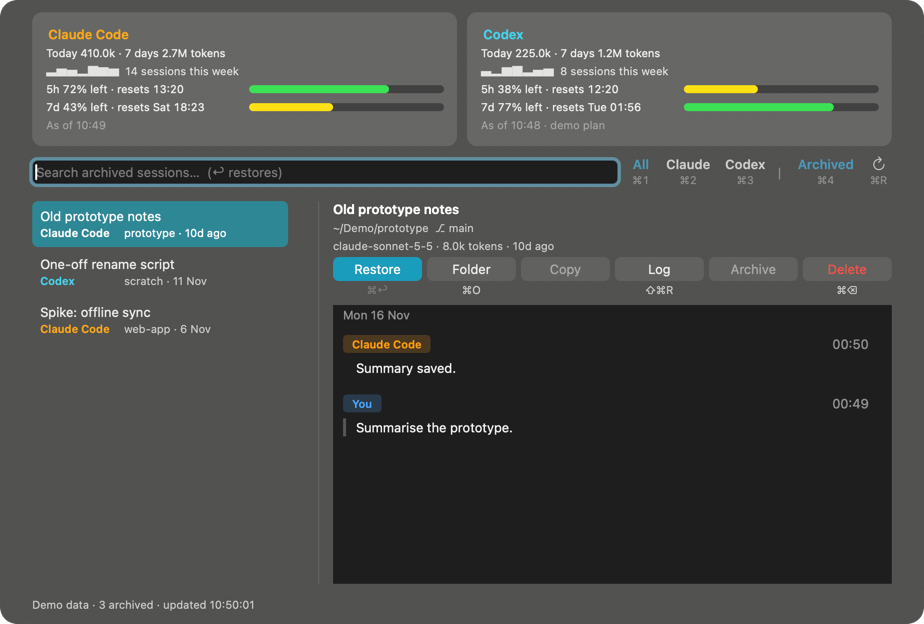 Claude Code
Today 410.0k · 7 days 2.7M tokens
14 sessions this week
5h 72% left · resets 13:20
7d 43% left · resets Sat 18:23
As of 10:49
Codex
Today 225.0k · 7 days 1.2M tokens
8 sessions this week
5h 38% left · resets 12:20
7d 77% left · resets Tue 01:56
As of 10:48 · demo plan
Search archived sessions... (↩ restores)
All Claude Codex | Archived ↻
⌘1 ⌘2 ⌘3 ⌘4 ⌘R
Old prototype notes
Claude Code prototype · 10d ago
One-off rename script
Codex scratch · 11 Nov
Spike: offline sync
Claude Code web-app · 6 Nov
Old prototype notes
~/Demo/prototype ⎇ main
claude-sonnet-5-5 · 8.0k tokens · 10d ago
Restore Folder Copy Log Archive Delete
⌘↩ ⌘O ⇧⌘R ⌘⌫
Mon 16 Nov
Claude Code 00:50
Summary saved.
You 00:49
Summarise the prototype.
Demo data · 3 archived · updated 10:50:01